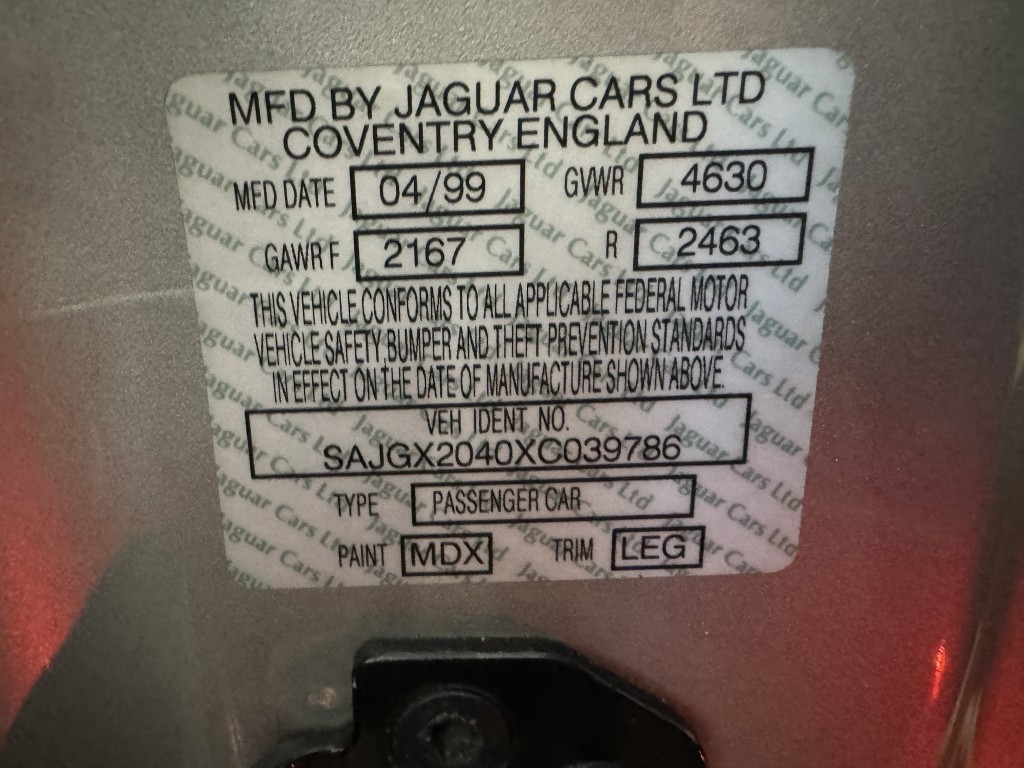 MFD BY JAGUAR CARS LTD
COVENTRY ENGLAND
MFD DATE 04/99 GVWR 4630
GAWR F 2167 R 2463
THIS VEHICLE CONFORMS TO ALL APPLICABLE FEDERAL MOTOR
VEHICLE SAFETY, BUMPER AND THEFT PREVENTION STANDARDS
IN EFFECT ON THE DATE OF MANUFACTURE SHOWN ABOVE.
VEH IDENT NO.
SAJGX2040XC039786
TYPE PASSENGER CAR
PAINT MDX TRIM LEG